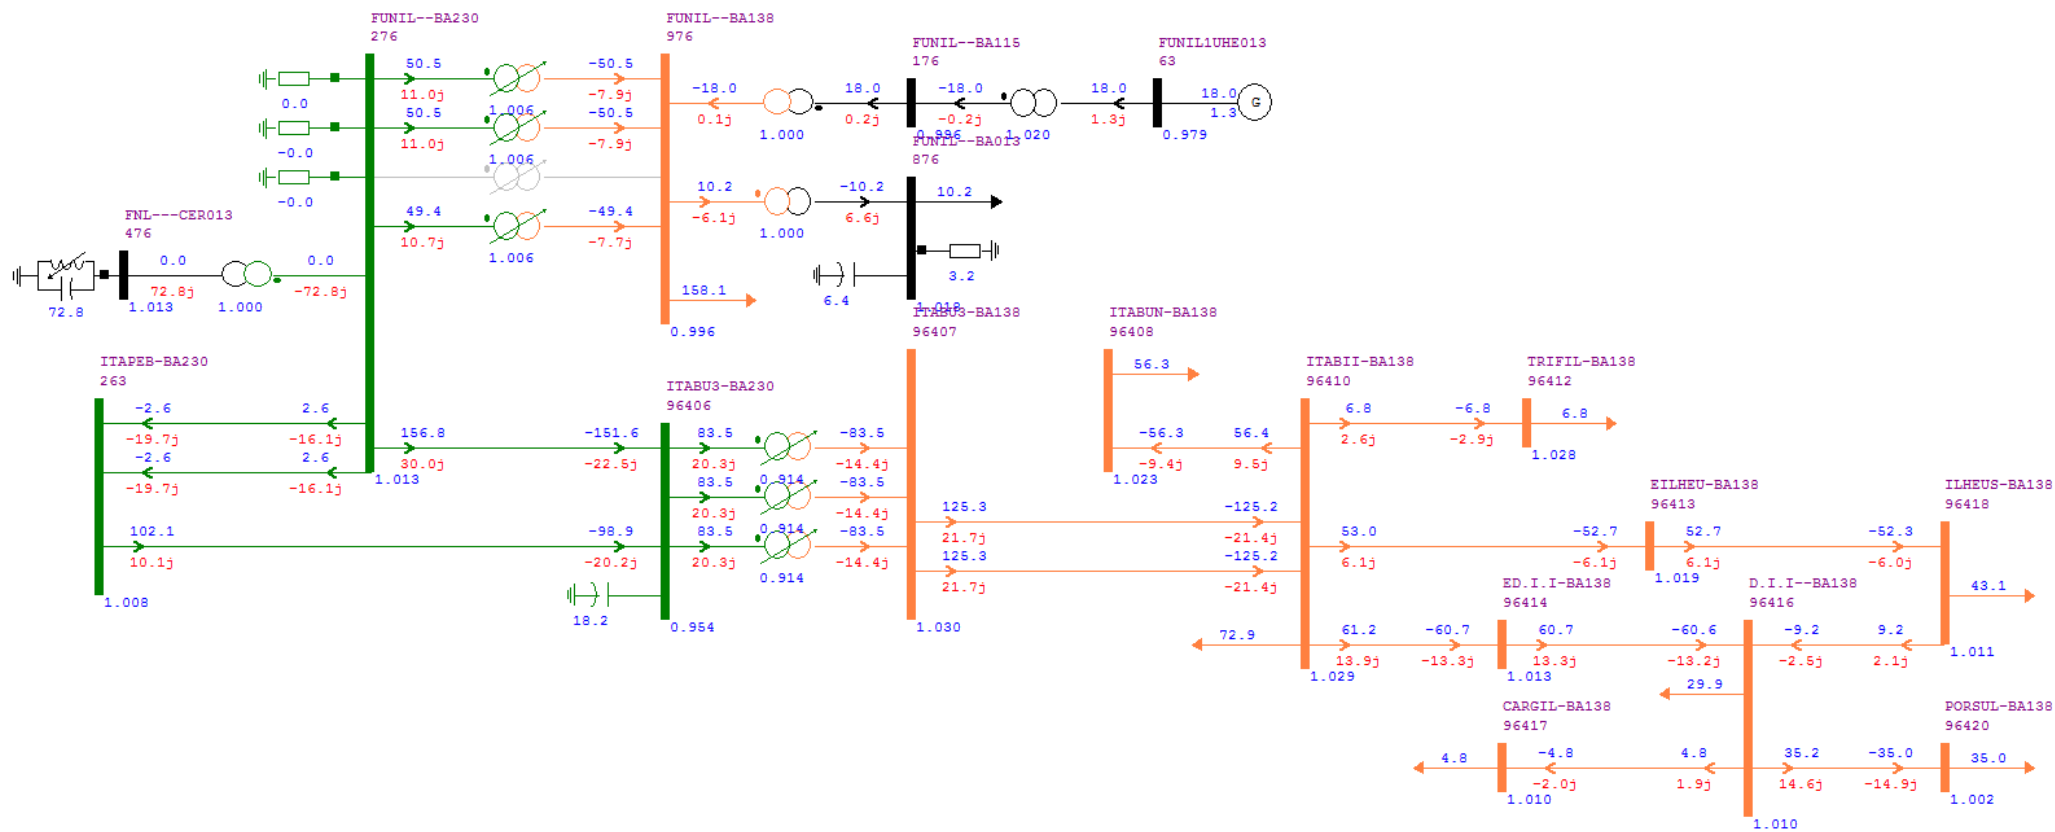 FUNIL--BA230
276
FUNIL--BA138
976
FUNIL--BA115
176
FUNIL1UHE013
63
50.5
-50.5
11.0j
-7.9j
0.0
1.006
50.5
-50.5
11.0j
-7.9j
-0.0
1.006
-0.0
49.4
-49.4
10.7j
-7.7j
1.006
-18.0
18.0
-18.0
18.0
18.0
G
0.1j
0.2j
-0.2j
1.3j
1.3
1.000
0.996
1.020
0.979
FUNIL--BA013
876
10.2
-10.2
10.2
-6.1j
6.6j
1.000
3.2
6.4
1.018
158.1
0.996
FNL---CER013
476
0.0
0.0
72.8j
-72.8j
72.8
1.013
1.000
ITAPEB-BA230
263
-2.6
2.6
-19.7j
-16.1j
-2.6
2.6
-19.7j
-16.1j
102.1
-98.9
10.1j
-20.2j
1.008
156.8
-151.6
30.0j
-22.5j
1.013
ITABU3-BA230
96406
83.5
-83.5
20.3j
-14.4j
0.914
83.5
-83.5
20.3j
-14.4j
0.914
83.5
-83.5
20.3j
-14.4j
0.914
18.2
0.954
ITABU3-BA138
96407
125.3
-125.2
21.7j
-21.4j
125.3
-125.2
21.7j
-21.4j
1.030
ITABUN-BA138
96408
56.3
-56.3
56.4
-9.4j
9.5j
1.023
ITABII-BA138
96410
6.8
-6.8
2.6j
-2.9j
53.0
-52.7
6.1j
-6.1j
72.9
61.2
-60.7
13.9j
-13.3j
1.029
TRIFIL-BA138
96412
6.8
1.028
EILHEU-BA138
96413
52.7
-52.3
6.1j
-6.0j
1.019
ILHEUS-BA138
96418
43.1
1.011
ED.I.I-BA138
96414
60.7
-60.6
13.3j
-13.2j
1.013
D.I.I--BA138
96416
-9.2
9.2
-2.5j
2.1j
29.9
CARGIL-BA138
96417
4.8
-4.8
4.8
-2.0j
1.9j
1.010
35.2
-35.0
14.6j
-14.9j
1.010
PORSUL-BA138
96420
35.0
1.002